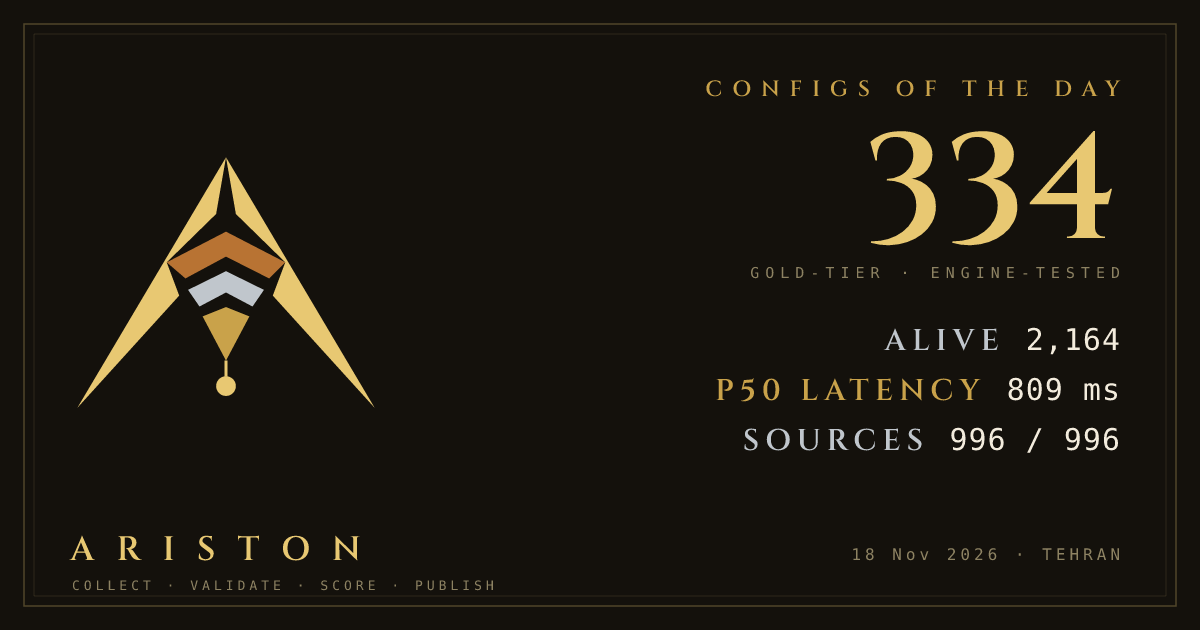 CONFIGS OF THE DAY
334
GOLD-TIER · ENGINE-TESTED
ALIVE 2,164
P50 LATENCY 809 ms
SOURCES 996 / 996
ARISTON
COLLECT · VALIDATE · SCORE · PUBLISH
18 Nov 2026 · TEHRAN